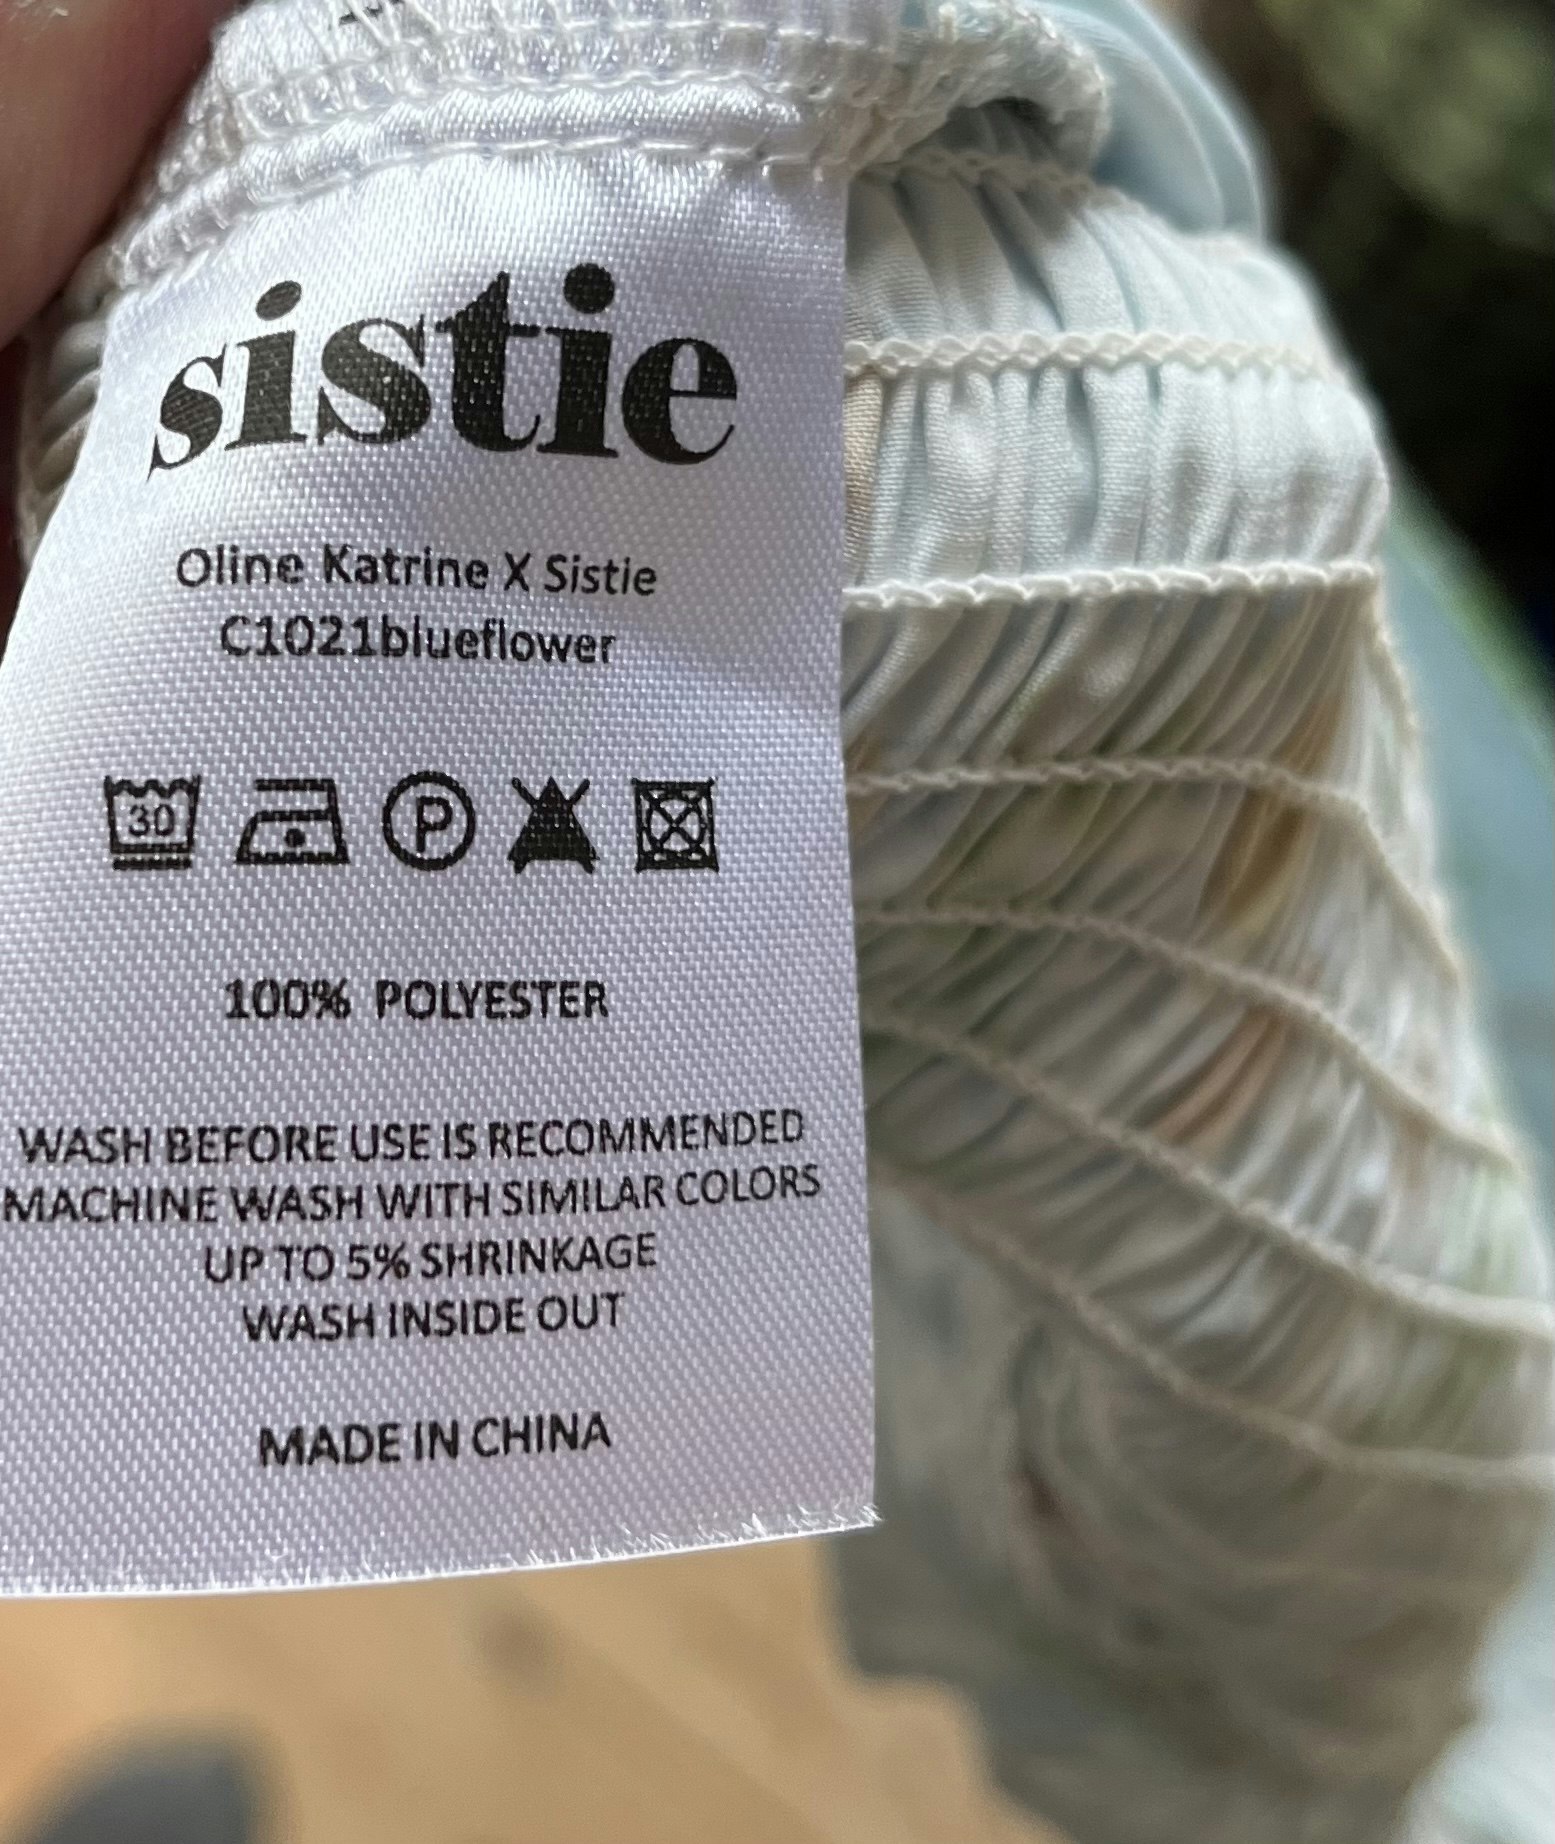 sistie
Oline Katrine X Sistie
C1021blueflower
30 P
100% POLYESTER
WASH BEFORE USE IS RECOMMENDED
MACHINE WASH WITH SIMILAR COLORS
UP TO 5% SHRINKAGE
WASH INSIDE OUT
MADE IN CHINA